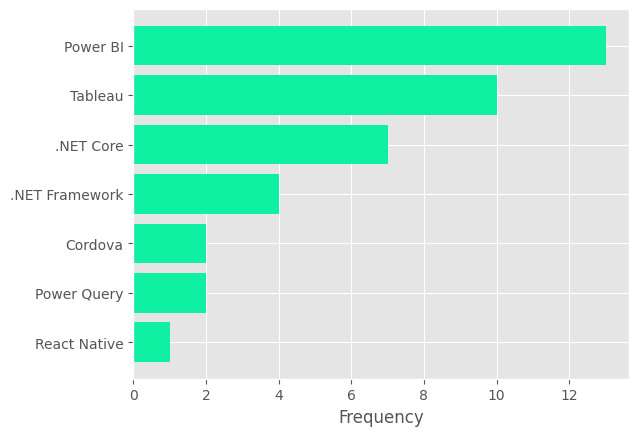 Power BI
Tableau
.NET Core
.NET Framework
Cordova
Power Query
React Native
0 2 4 6 8 10 12
Frequency